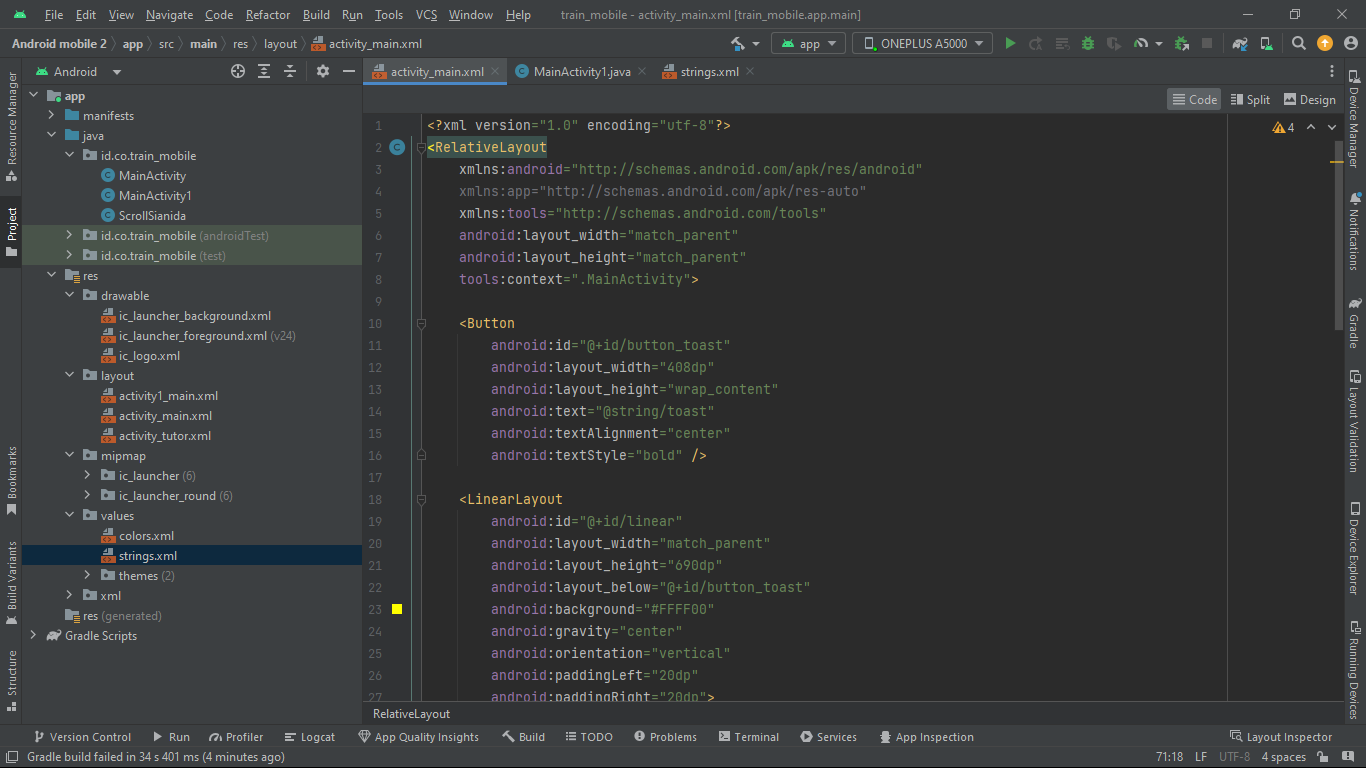 File Edit View Navigate Code Refactor Build Run Tools VCS Window Help train_mobile - activity_main.xml [train_mobile.app.main]
Android mobile 2 app src main res layout activity_main.xml app ONEPLUS A5000
Android activity_main.xml MainActivity1.java strings.xml
Code Split Design
Resource Manager
Project
Bookmarks
Build Variants
Structure
app
manifests
java
id.co.train_mobile
MainActivity
MainActivity1
ScrollSianida
id.co.train_mobile (androidTest)
id.co.train_mobile (test)
res
drawable
ic_launcher_background.xml
ic_launcher_foreground.xml (v24)
ic_logo.xml
layout
activity1_main.xml
activity_main.xml
activity_tutor.xml
mipmap
ic_launcher (6)
ic_launcher_round (6)
values
colors.xml
strings.xml
themes (2)
xml
res (generated)
Gradle Scripts
1 <?xml version="1.0" encoding="utf-8"?>
2 <RelativeLayout
3 xmlns:android="http://schemas.android.com/apk/res/android"
4 xmlns:app="http://schemas.android.com/apk/res-auto"
5 xmlns:tools="http://schemas.android.com/tools"
6 android:layout_width="match_parent"
7 android:layout_height="match_parent"
8 tools:context=".MainActivity">
9
10 <Button
11 android:id="@+id/button_toast"
12 android:layout_width="408dp"
13 android:layout_height="wrap_content"
14 android:text="@string/toast"
15 android:textAlignment="center"
16 android:textStyle="bold" />
17
18 <LinearLayout
19 android:id="@+id/linear"
20 android:layout_width="match_parent"
21 android:layout_height="690dp"
22 android:layout_below="@+id/button_toast"
23 android:background="#FFFF00"
24 android:gravity="center"
25 android:orientation="vertical"
26 android:paddingLeft="20dp"
27 android:paddingRight="20dp">
4
Device Manager
Notifications
Gradle
Layout Validation
Device Explorer
Running Devices
RelativeLayout
Version Control Run Profiler Logcat App Quality Insights Build TODO Problems Terminal Services App Inspection Layout Inspector
Gradle build failed in 34 s 401 ms (4 minutes ago) 71:18 LF UTF-8 4 spaces